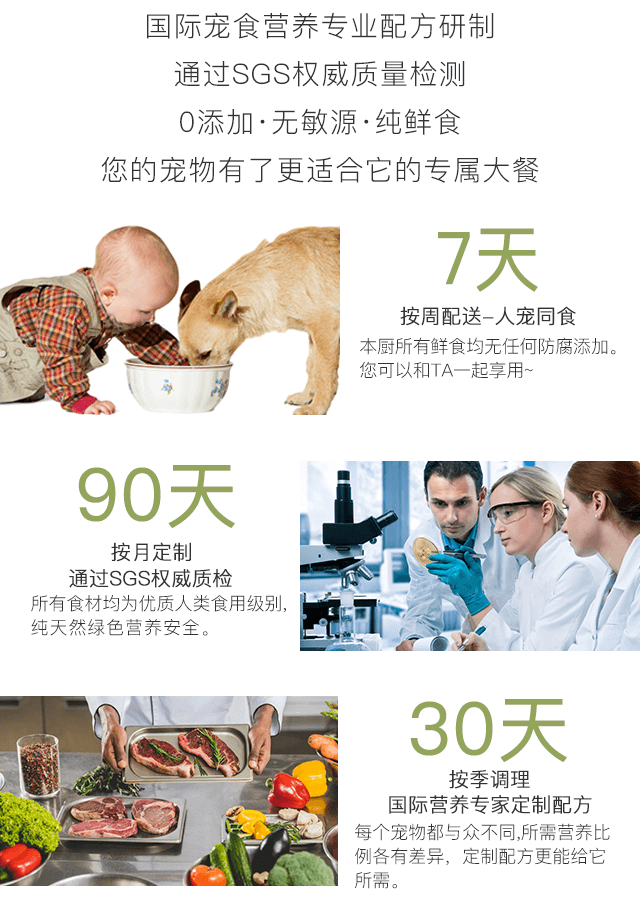 国际宠食营养专业配方研制
通过SGS权威质量检测
0添加·无敏源·纯鲜食
您的宠物有了更适合它的专属大餐
7天
按周配送-人宠同食
本厨所有鲜食均无任何防腐添加。
您可以和TA一起享用~
90天
按月定制
通过SGS权威质检
所有食材均为优质人类食用级别,
纯天然绿色营养安全。
30天
按季调理
国际营养专家定制配方
每个宠物都与众不同,所需营养比
例各有差异，定制配方更能给它
所需。